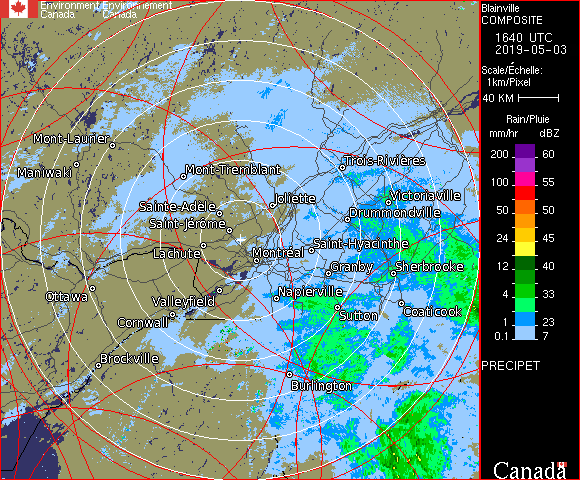 Environment Environnement
Canada Canada
Blainville
COMPOSITE
1640 UTC
2019-05-03
Scale/Échelle:
1km/Pixel
40 KM
Rain/Pluie
mm/hr dBZ
200 60
100 55
50 50
24 45
12 40
4 33
1 23
0.1 7
PRECIPET
Canada
Mont-Laurier
Maniwaki
Mont-Tremblant
Trois-Rivières
Sainte-Adele
Joliette
Victoriaville
Saint-Jérôme
Drummondville
Lachute
Montréal
Saint-Hyacinthe
Granby
Sherbrooke
Ottawa
Valleyfield
Napierville
Cornwall
Sutton
Coaticook
Brockville
Burlington